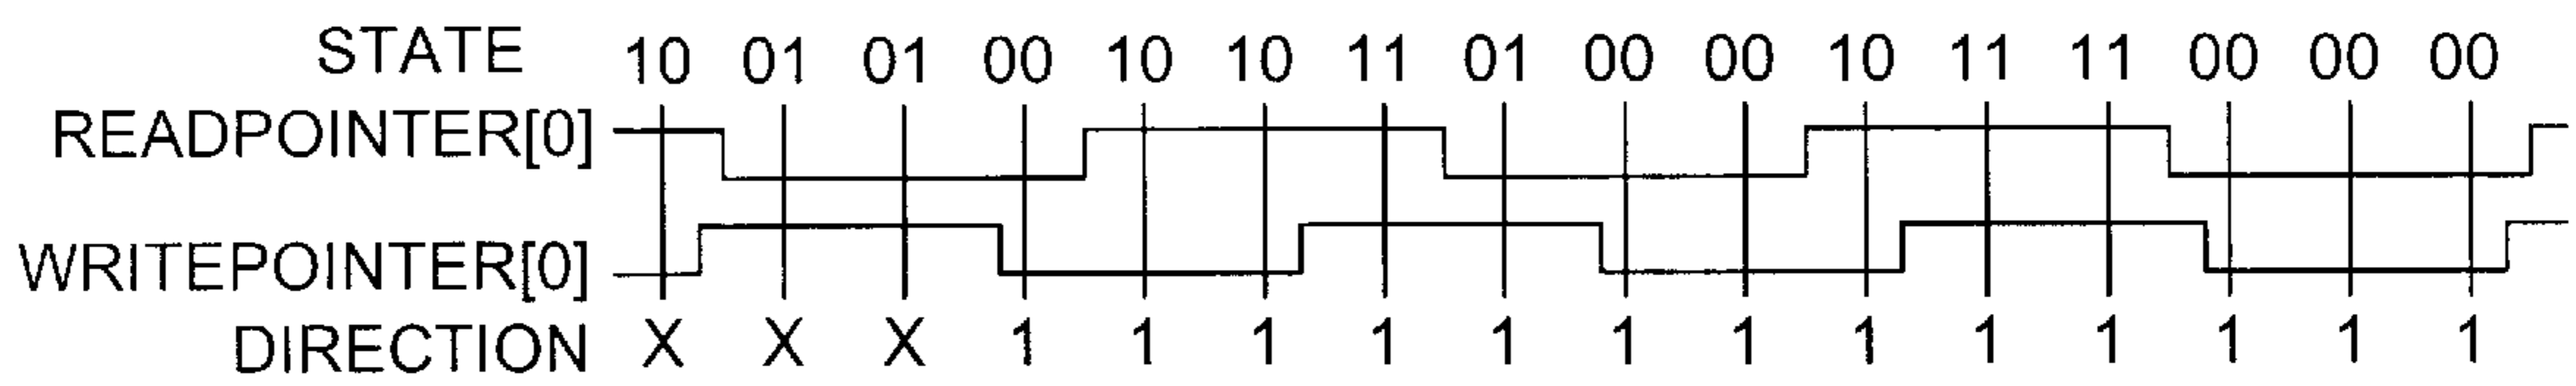 STATE 10 01 01 00 10 10 11 01 00 00 10 11 11 00 00 00
READPOINTER[0]
WRITEPOINTER[0]
DIRECTION X X X 1 1 1 1 1 1 1 1 1 1 1 1 1